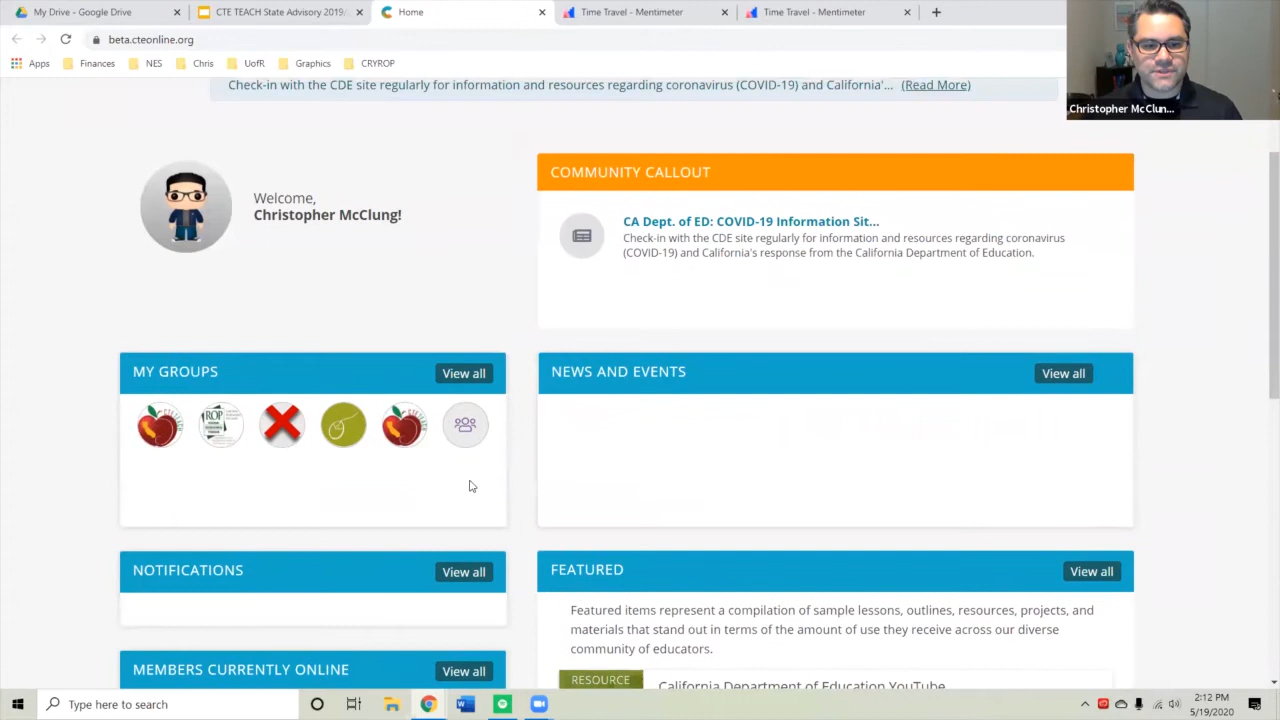 My Drive - Google Drive
CTE TEACH State Advisory 2019/
Home
Time Travel - Mentimeter
Time Travel - Mentimeter
beta.cteonline.org
Apps
Finances
NES
Chris
UofR
Graphics
CRYROP
Christopher McClun...
Check-in with the CDE site regularly for information and resources regarding coronavirus (COVID-19) and California'... (Read More)
Welcome,
Christopher McClung!
COMMUNITY CALLOUT
CA Dept. of ED: COVID-19 Information Sit...
Check-in with the CDE site regularly for information and resources regarding coronavirus
(COVID-19) and California's response from the California Department of Education.
MY GROUPS
View all
ROP
NEWS AND EVENTS
View all
NOTIFICATIONS
View all
FEATURED
View all
Featured items represent a compilation of sample lessons, outlines, resources, projects, and
materials that stand out in terms of the amount of use they receive across our diverse
community of educators.
MEMBERS CURRENTLY ONLINE
View all
RESOURCE
California Department of Education YouTube
Type here to search
2:12 PM
5/19/2020